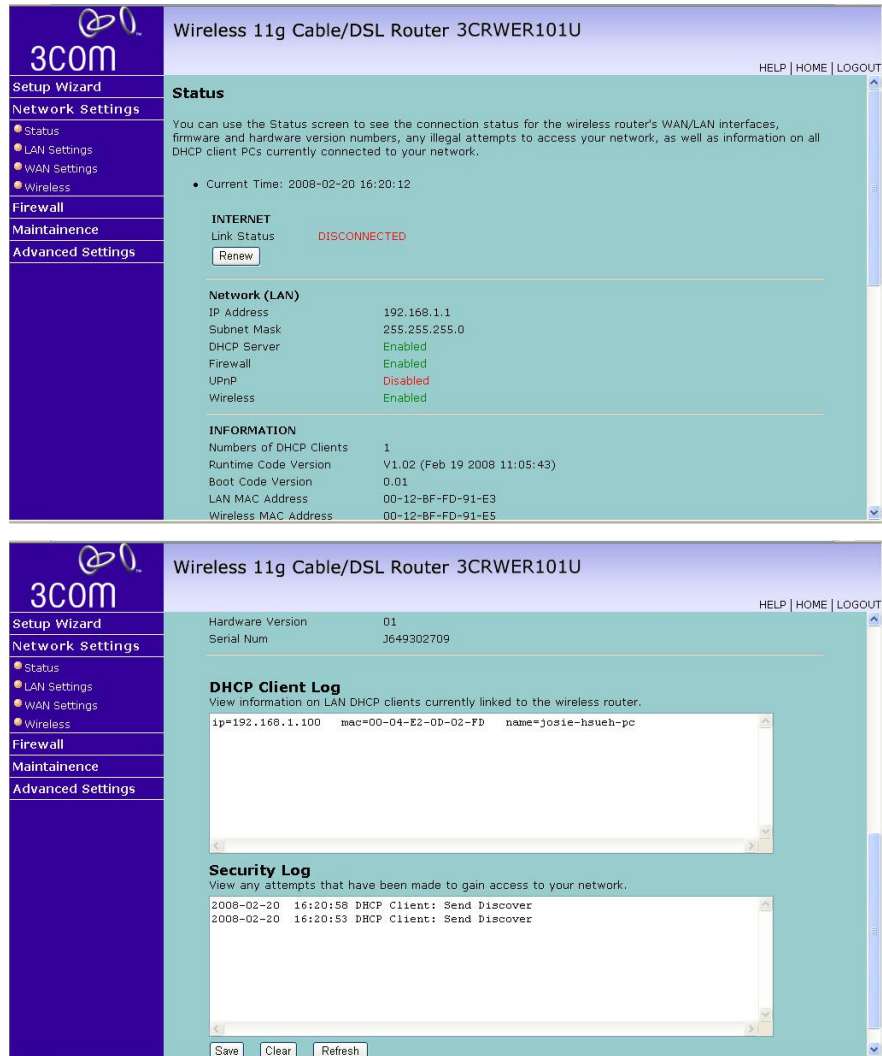 3COM
Wireless 11g Cable/DSL Router 3CRWER101U
HELP | HOME | LOGOUT
Setup Wizard
Network Settings
Status
LAN Settings
WAN Settings
Wireless
Firewall
Maintainence
Advanced Settings
Status
You can use the Status screen to see the connection status for the wireless router's WAN/LAN interfaces,
firmware and hardware version numbers, any illegal attempts to access your network, as well as information on all
DHCP client PCs currently connected to your network.
• Current Time: 2008-02-20 16:20:12
INTERNET
Link Status DISCONNECTED
Renew
Network (LAN)
IP Address 192.168.1.1
Subnet Mask 255.255.255.0
DHCP Server Enabled
Firewall Enabled
UPnP Disabled
Wireless Enabled
INFORMATION
Numbers of DHCP Clients 1
Runtime Code Version V1.02 (Feb 19 2008 11:05:43)
Boot Code Version 0.01
LAN MAC Address 00-12-BF-FD-91-E3
Wireless MAC Address 00-12-BF-FD-91-E5
3COM
Wireless 11g Cable/DSL Router 3CRWER101U
HELP | HOME | LOGOUT
Setup Wizard
Network Settings
Status
LAN Settings
WAN Settings
Wireless
Firewall
Maintainence
Advanced Settings
Hardware Version 01
Serial Num J649302709
DHCP Client Log
View information on LAN DHCP clients currently linked to the wireless router.
ip=192.168.1.100 mac=00-04-E2-0D-02-FD name=josie-hsueh-pc
Security Log
View any attempts that have been made to gain access to your network.
2008-02-20 16:20:58 DHCP Client: Send Discover
2008-02-20 16:20:53 DHCP Client: Send Discover
Save Clear Refresh